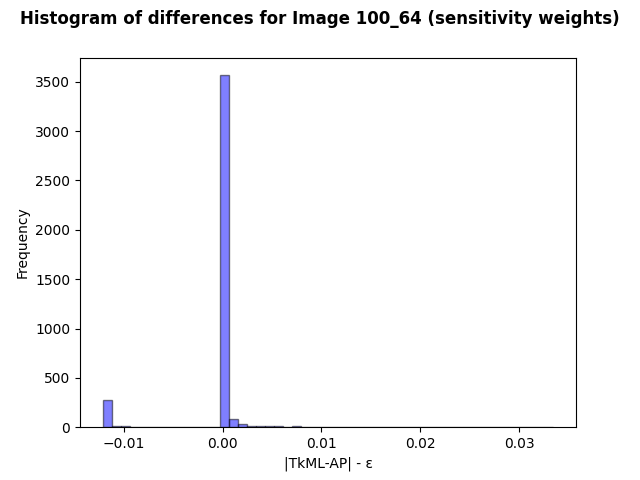 Histogram of differences for Image 100_64 (sensitivity weights)
3500
3000
2500
2000
1500
1000
500
0
Frequency
−0.01 0.00 0.01 0.02 0.03
|TkML-AP| - ε